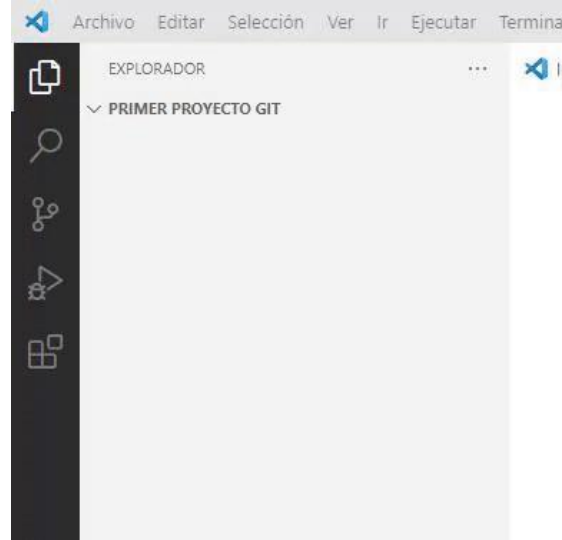 Archivo Editar Selección Ver Ir Ejecutar
EXPLORADOR ...
PRIMER PROYECTO GIT